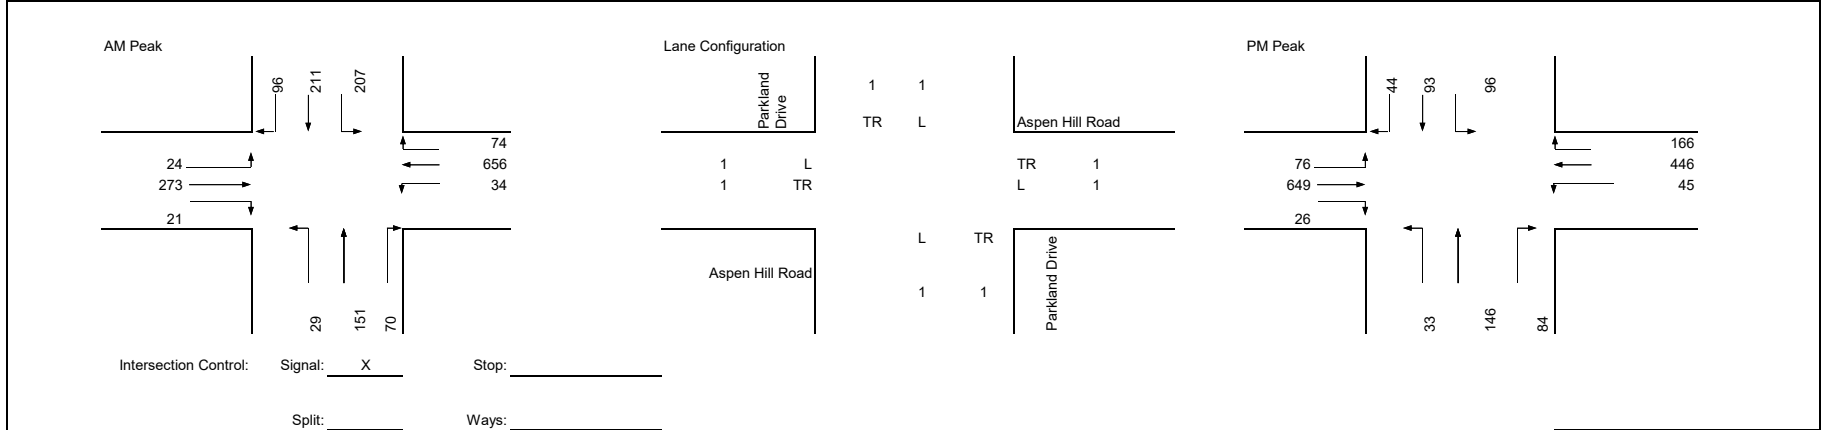 AM Peak
Lane Configuration
PM Peak
96
211
207
Parkland
Drive
1 1
44
93
96
TR L
Aspen Hill Road
74
166
24
656
1 L
TR 1
76
446
273
34
1 TR
L 1
649
45
21
26
L TR
Aspen Hill Road
Parkland Drive
1 1
29
151
70
33
146
84
Intersection Control: Signal: X Stop:
Split: Ways: